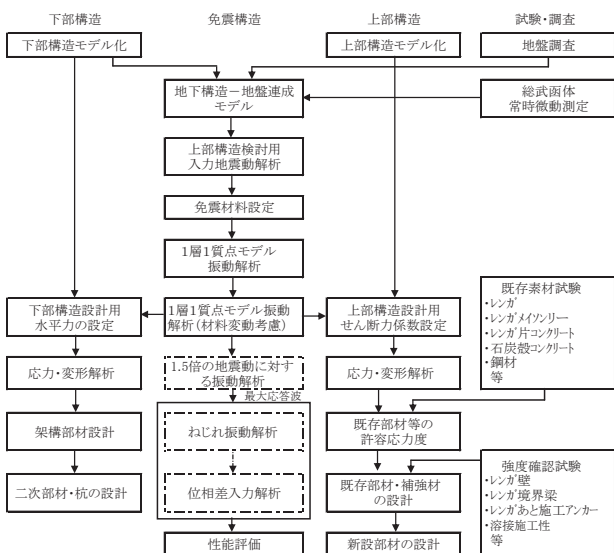 下部構造
免震構造
上部構造
試験・調査
下部構造モデル化
上部構造モデル化
地盤調査
地下構造－地盤連成
モデル
総武函体
常時微動測定
上部構造検討用
入力地震動解析
免震材料設定
1層1質点モデル
振動解析
下部構造設計用
水平力の設定
1層1質点モデル振動
解析(材料変動考慮)
上部構造設計用
せん断力係数設定
既存素材試験
・レンガ
・レンガメイソンリー
・レンガ片コンクリート
・石炭殻コンクリート
・鋼材
等
応力・変形解析
1.5倍の地震動に対す
る振動解析
応力・変形解析
最大応答波
架構部材設計
ねじれ振動解析
既存部材等の
許容応力度
二次部材・杭の設計
位相差入力解析
既存部材・補強材
の設計
強度確認試験
・レンガ壁
・レンガ境界梁
・レンガあと施工アンカー
・溶接施工性
等
性能評価
新設部材の設計